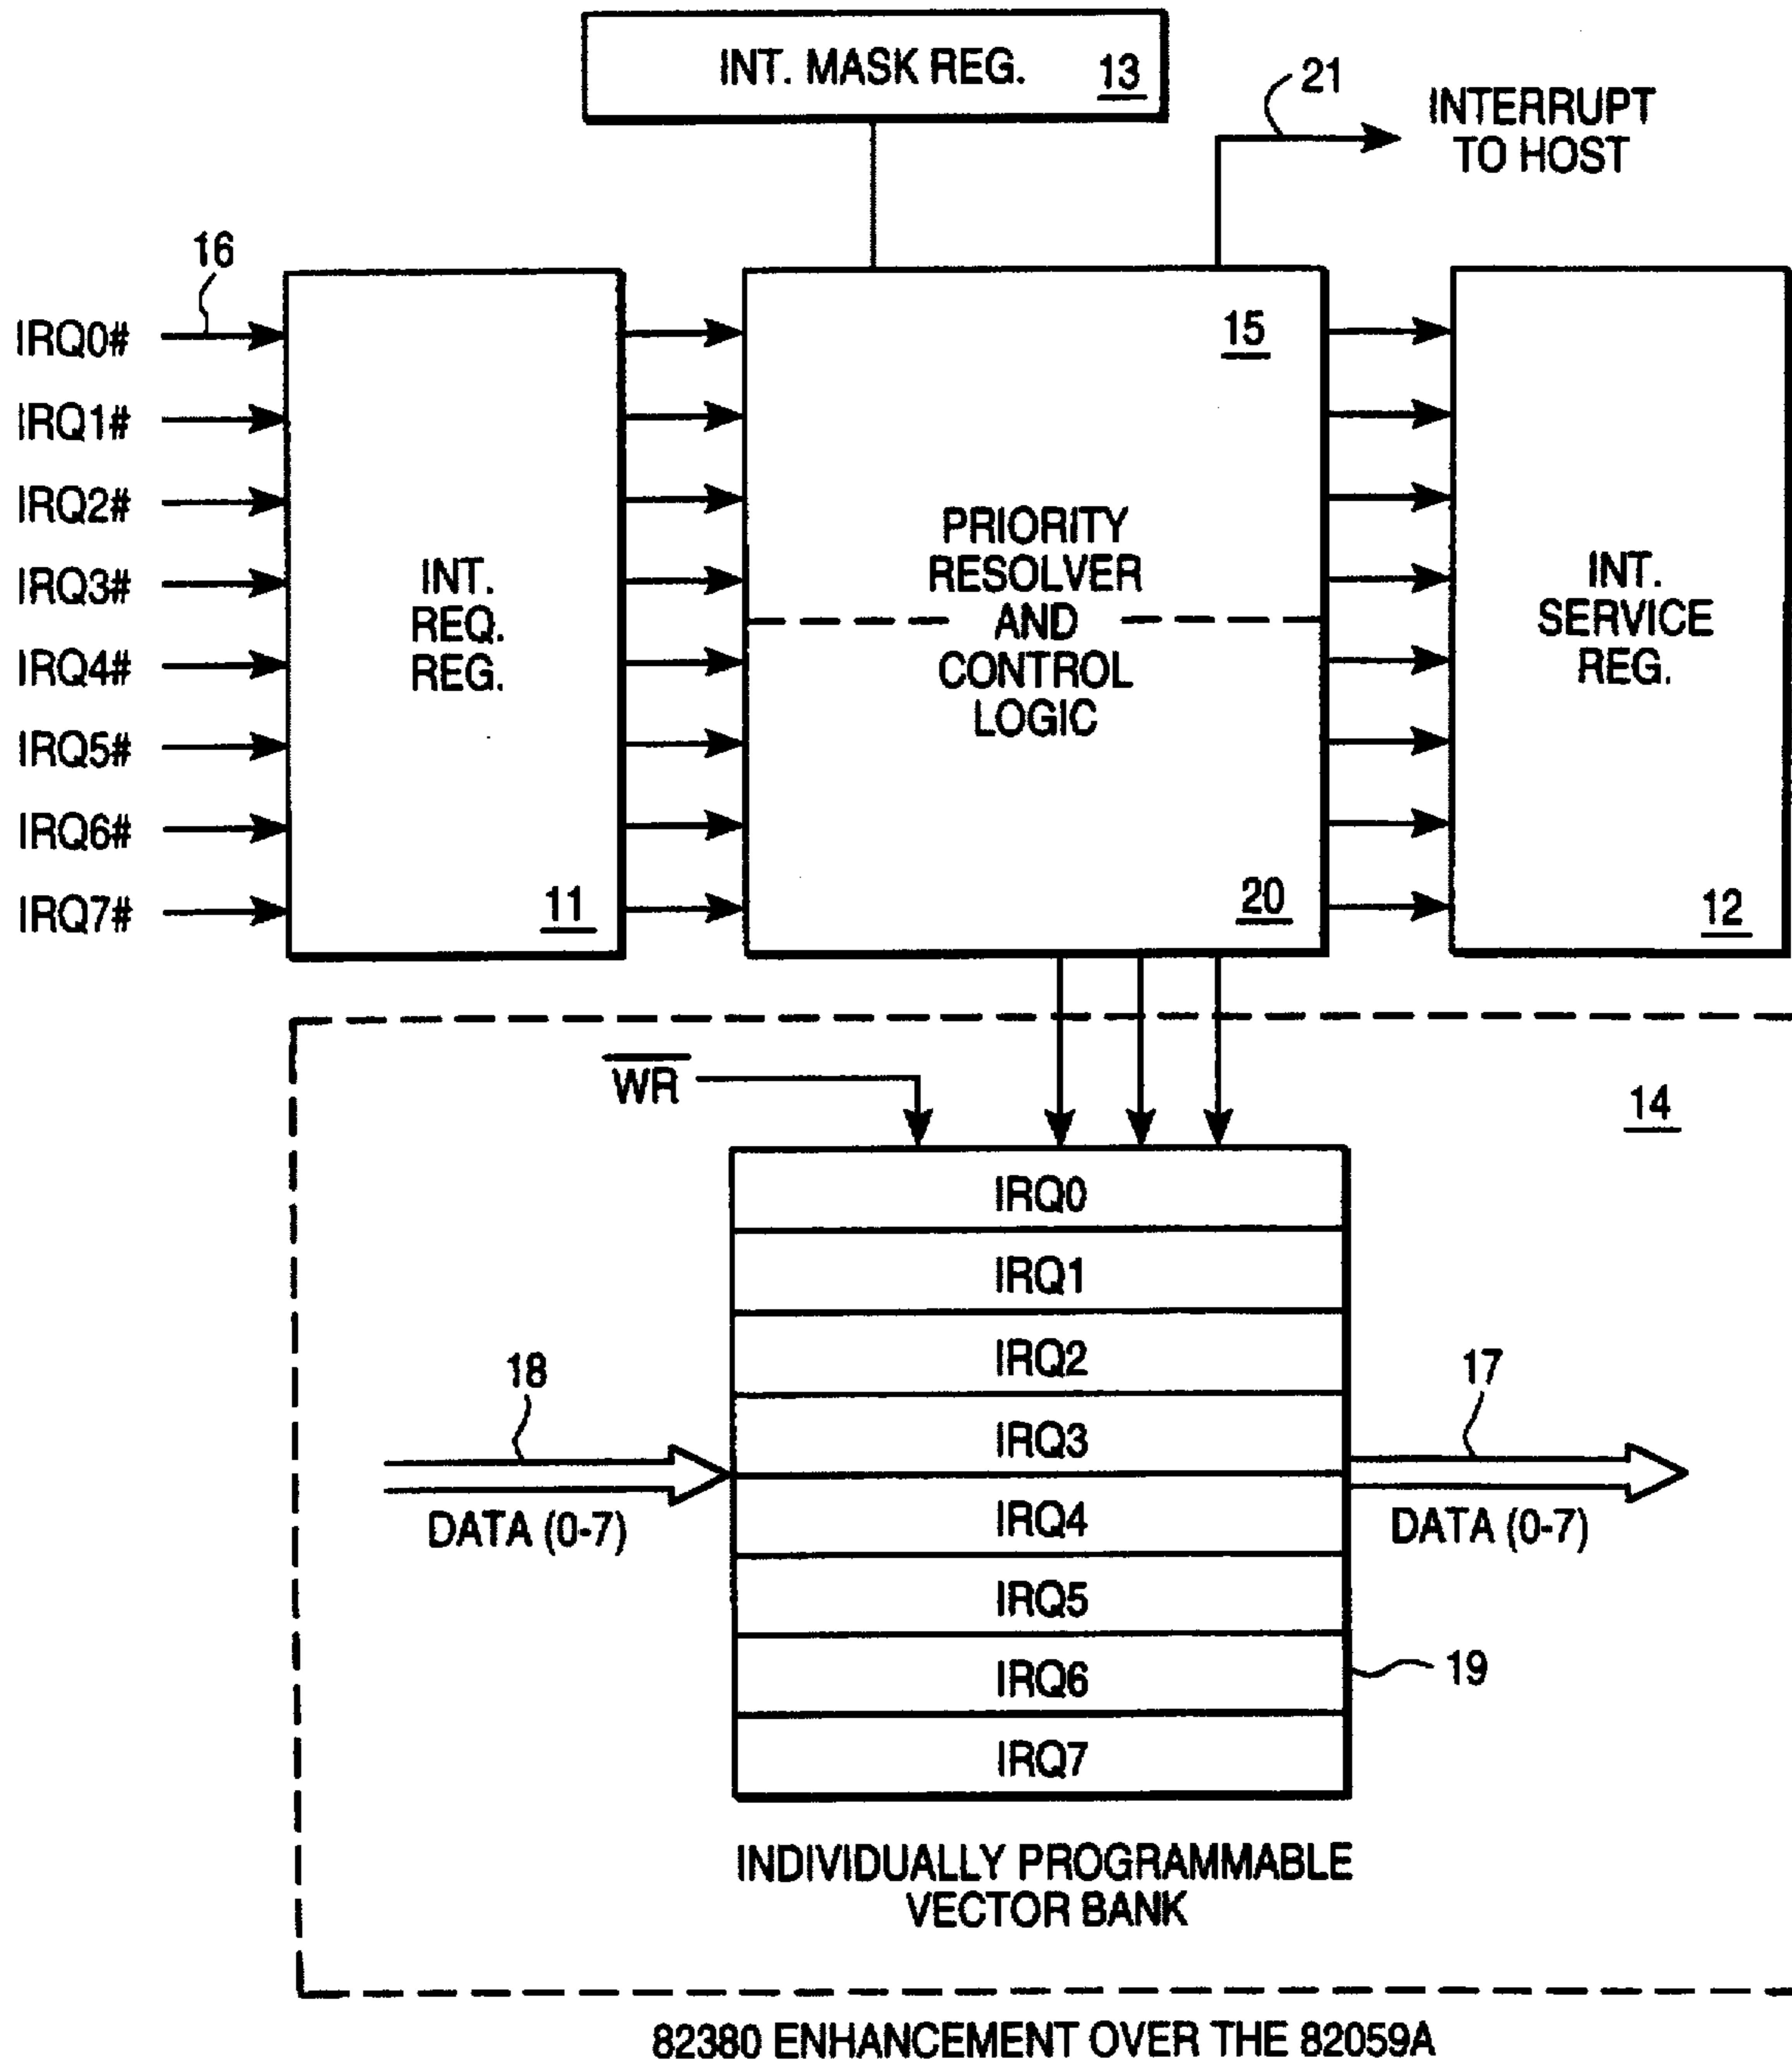 INT. MASK REG. 13
21
INTERRUPT
TO HOST
16
IRQ0#
IRQ1#
IRQ2#
IRQ3#
IRQ4#
IRQ5#
IRQ6#
IRQ7#
INT.
REQ.
REG.
11
15
PRIORITY
RESOLVER
AND
CONTROL
LOGIC
20
INT.
SERVICE
REG.
12
WR
14
IRQ0
IRQ1
IRQ2
IRQ3
IRQ4
IRQ5
IRQ6
IRQ7
18
DATA (0-7)
17
DATA (0-7)
19
INDIVIDUALLY PROGRAMMABLE
VECTOR BANK
82380 ENHANCEMENT OVER THE 82059A